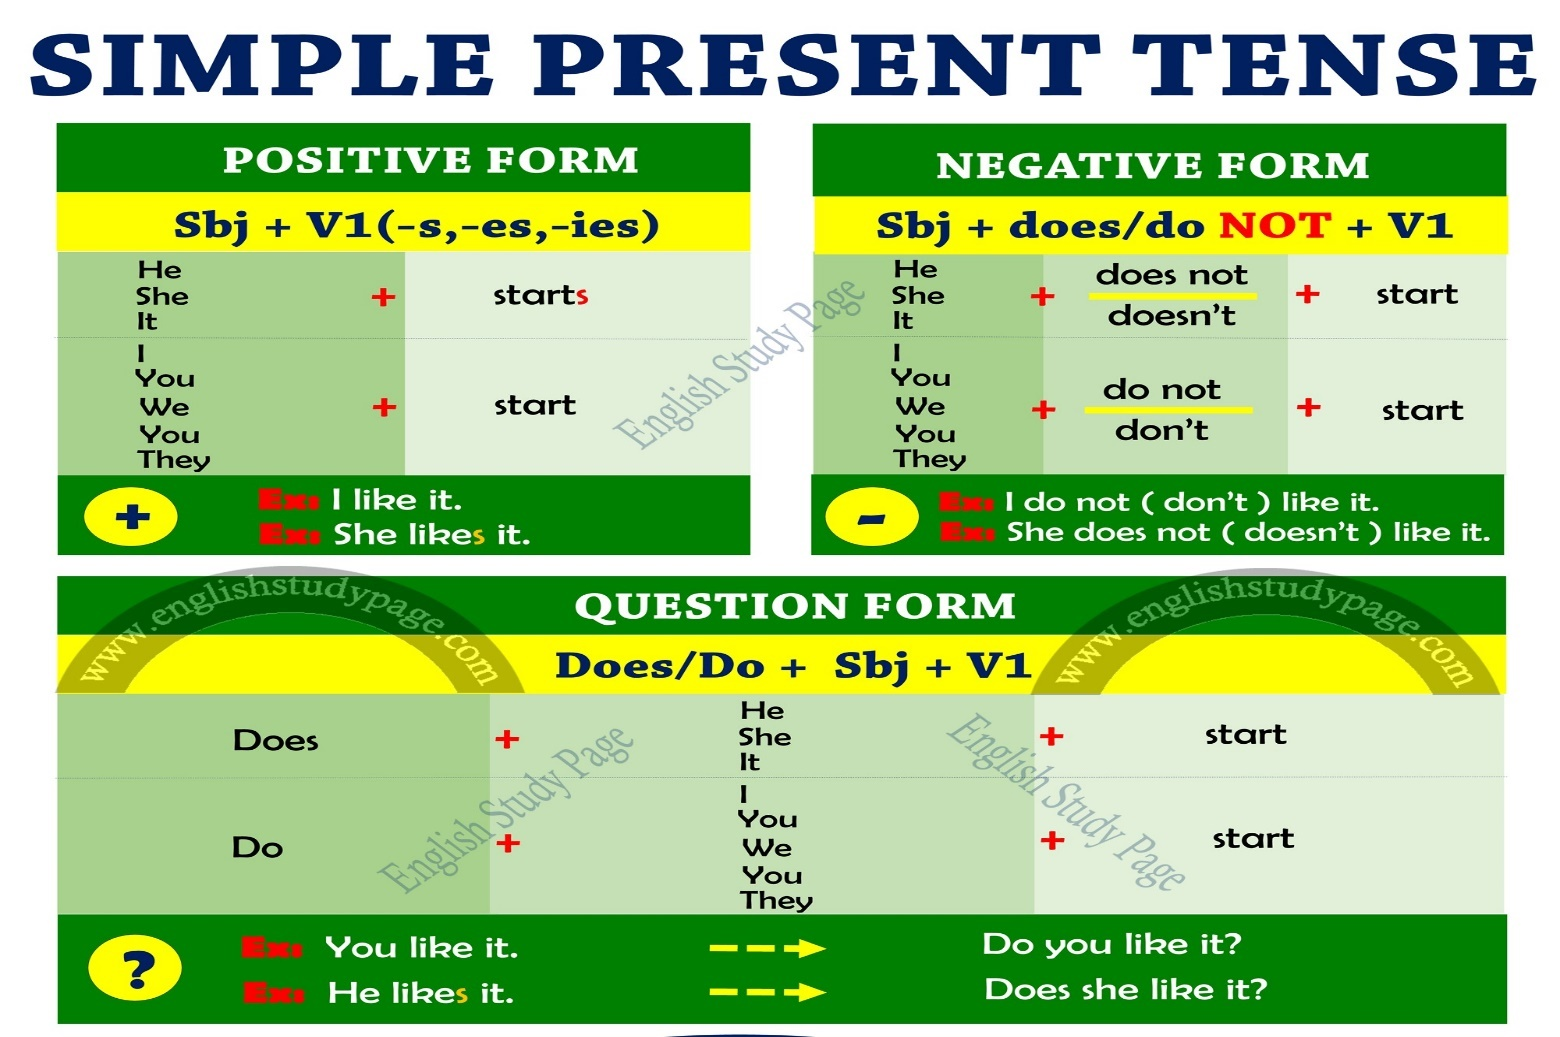 SIMPLE PRESENT TENSE
POSITIVE FORM
Sbj + V1(-s,-es,-ies)
He
She
It
+
starts
I
You
We
You
They
+
start
+
Ex: I like it.
Ex: She likes it.
NEGATIVE FORM
Sbj + does/do NOT + V1
He
She
It
+
does not
doesn't
+
start
I
You
We
You
They
+
do not
don't
+
start
-
Ex: I do not ( don't ) like it.
Ex: She does not ( doesn't ) like it.
English Study Page
QUESTION FORM
www.englishstudypage.com
www.englishstudypage.com
Does/Do + Sbj + V1
Does
+
He
She
It
+
start
Do
+
I
You
We
You
They
+
start
English Study Page
English Study Page
?
Ex: You like it.
Do you like it?
Ex: He likes it.
Does she like it?